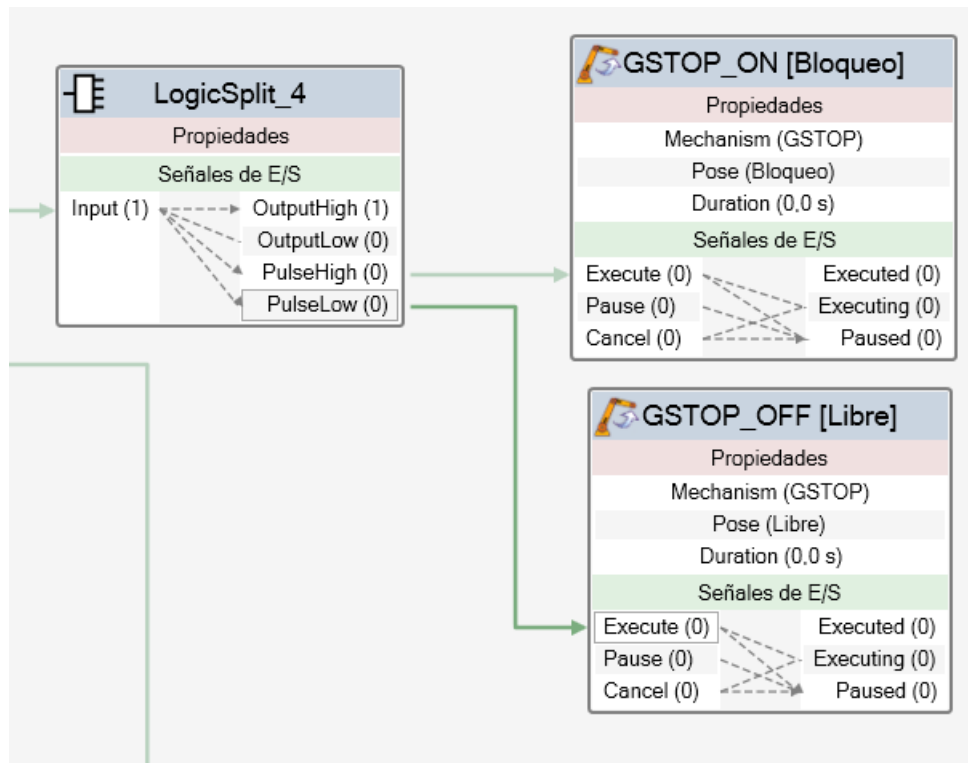 LogicSplit_4
Propiedades
Señales de E/S
Input (1)
OutputHigh (1)
OutputLow (0)
PulseHigh (0)
PulseLow (0)
GSTOP_ON [Bloqueo]
Propiedades
Mechanism (GSTOP)
Pose (Bloqueo)
Duration (0,0 s)
Señales de E/S
Execute (0) Executed (0)
Pause (0) Executing (0)
Cancel (0) Paused (0)
GSTOP_OFF [Libre]
Propiedades
Mechanism (GSTOP)
Pose (Libre)
Duration (0,0 s)
Señales de E/S
Execute (0) Executed (0)
Pause (0) Executing (0)
Cancel (0) Paused (0)